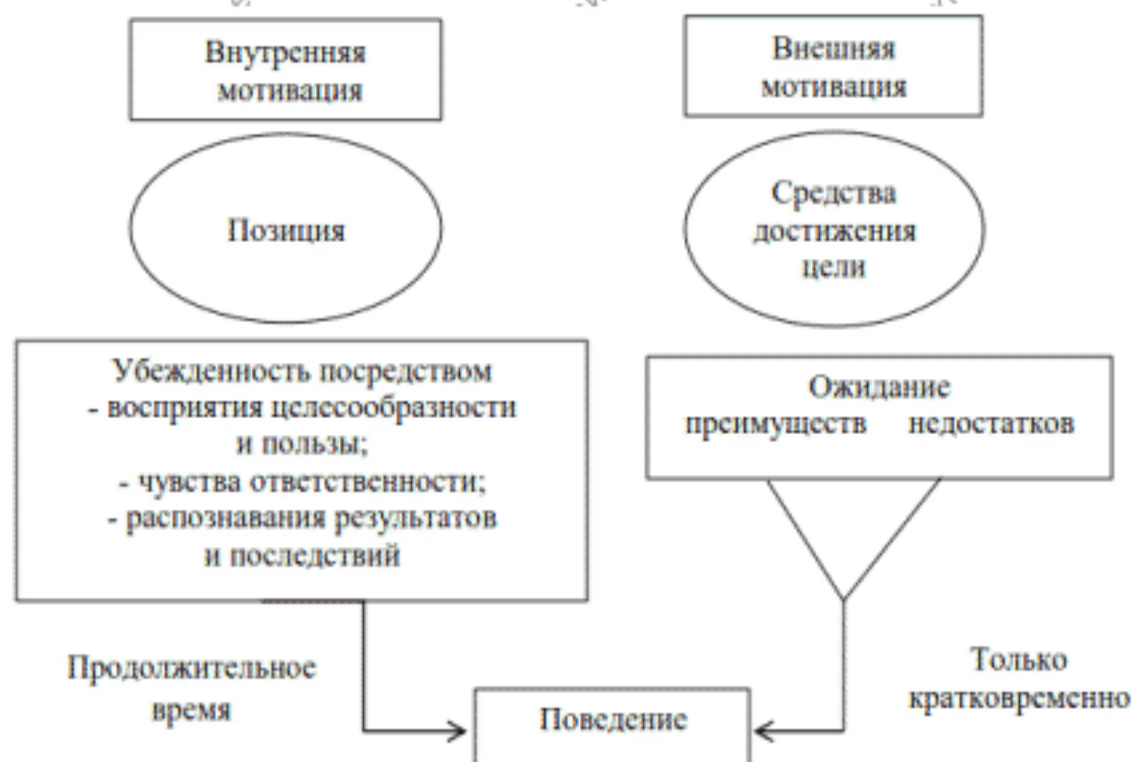 Внутренняя
мотивация
Внешняя
мотивация
Позиция
Средства
достижения
цели
Убежденность посредством
- восприятия целесообразности
и пользы;
- чувства ответственности;
- распознавания результатов
и последствий
Ожидание
преимуществ недостатков
Продолжительное
время
Только
кратковременно
Поведение